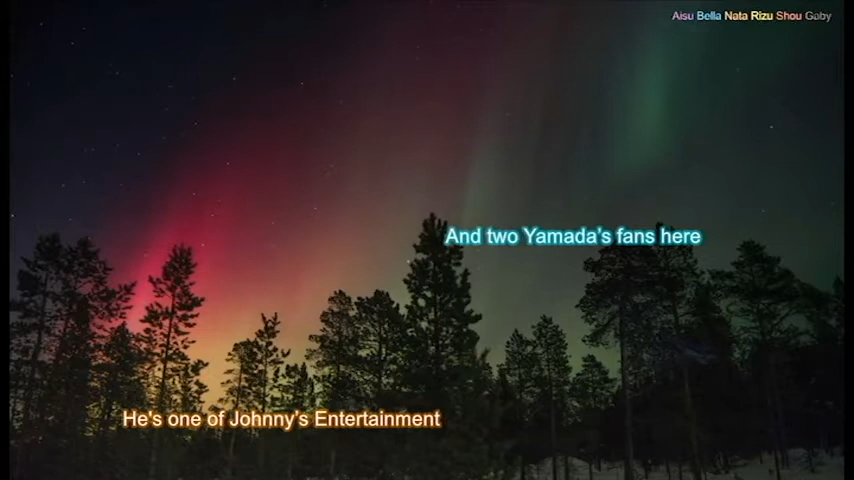 Aisu Bella Nata Rizu Shou Gaby
And two Yamada's fans here
He's one of Johnny's Entertainment